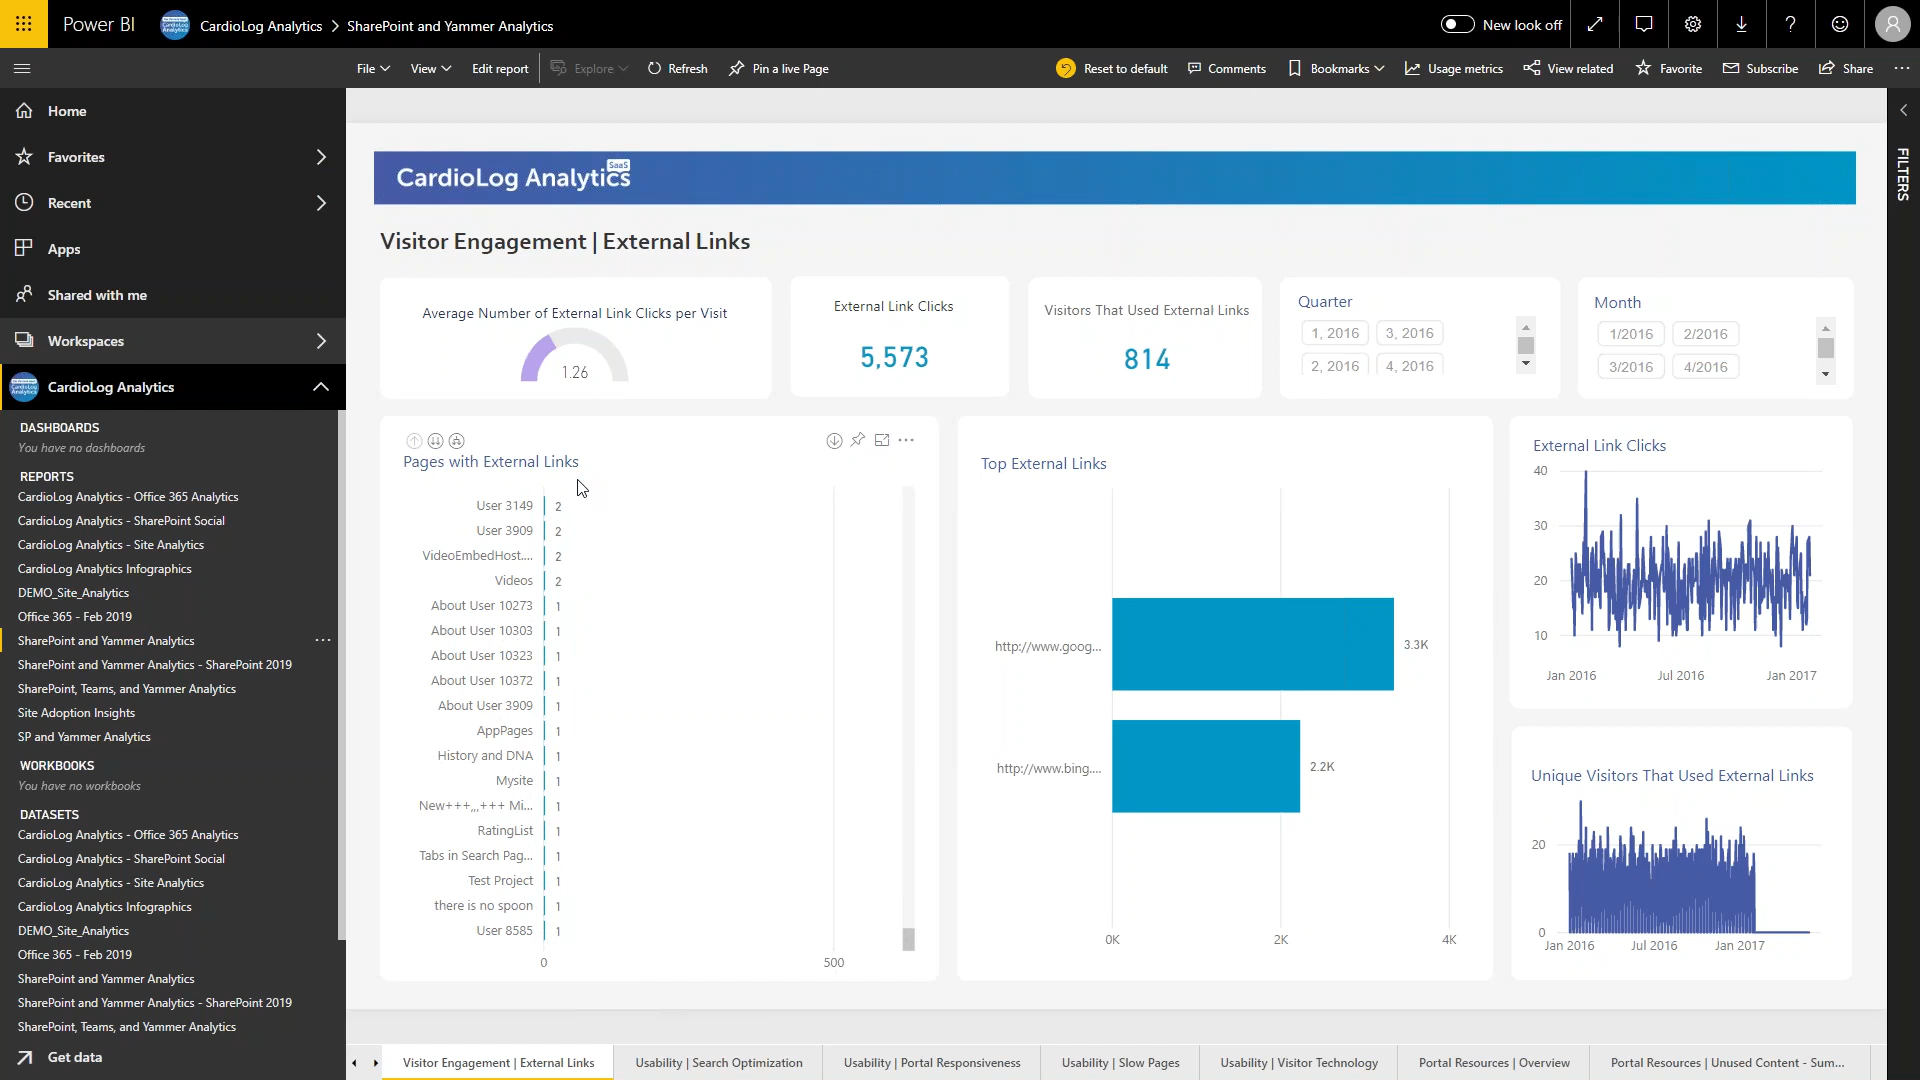 Power BI
CardioLog Analytics
SharePoint and Yammer Analytics
New look off
File
View
Edit report
Explore
Refresh
Pin a live Page
Reset to default
Comments
Bookmarks
Usage metrics
View related
Favorite
Subscribe
Share
Home
Favorites
Recent
Apps
Shared with me
Workspaces
CardioLog Analytics
DASHBOARDS
You have no dashboards
REPORTS
CardioLog Analytics - Office 365 Analytics
CardioLog Analytics - SharePoint Social
CardioLog Analytics - Site Analytics
CardioLog Analytics Infographics
DEMO_Site_Analytics
Office 365 - Feb 2019
SharePoint and Yammer Analytics
SharePoint and Yammer Analytics - SharePoint 2019
SharePoint, Teams, and Yammer Analytics
Site Adoption Insights
SP and Yammer Analytics
WORKBOOKS
You have no workbooks
DATASETS
CardioLog Analytics - Office 365 Analytics
CardioLog Analytics - SharePoint Social
CardioLog Analytics - Site Analytics
CardioLog Analytics Infographics
DEMO_Site_Analytics
Office 365 - Feb 2019
SharePoint and Yammer Analytics
SharePoint and Yammer Analytics - SharePoint 2019
SharePoint, Teams, and Yammer Analytics
Get data
CardioLog Analytics
SaaS
Visitor Engagement | External Links
Average Number of External Link Clicks per Visit
1.26
External Link Clicks
5,573
Visitors That Used External Links
814
Quarter
1, 2016
3, 2016
2, 2016
4, 2016
Month
1/2016
2/2016
3/2016
4/2016
Pages with External Links
User 3149 2
User 3909 2
VideoEmbedHost.... 2
Videos 2
About User 10273 1
About User 10303 1
About User 10323 1
About User 10372 1
About User 3909 1
AppPages 1
History and DNA 1
Mysite 1
New+++,,,+++ Mi... 1
RatingList 1
Tabs in Search Pag... 1
Test Project 1
there is no spoon 1
User 8585 1
0 500
Top External Links
http://www.goog... 3.3K
http://www.bing.... 2.2K
0K 2K 4K
External Link Clicks
40
30
20
10
Jan 2016 Jul 2016 Jan 2017
Unique Visitors That Used External Links
20
0
Jan 2016 Jul 2016 Jan 2017
FILTERS
Visitor Engagement | External Links
Usability | Search Optimization
Usability | Portal Responsiveness
Usability | Slow Pages
Usability | Visitor Technology
Portal Resources | Overview
Portal Resources | Unused Content - Sum...